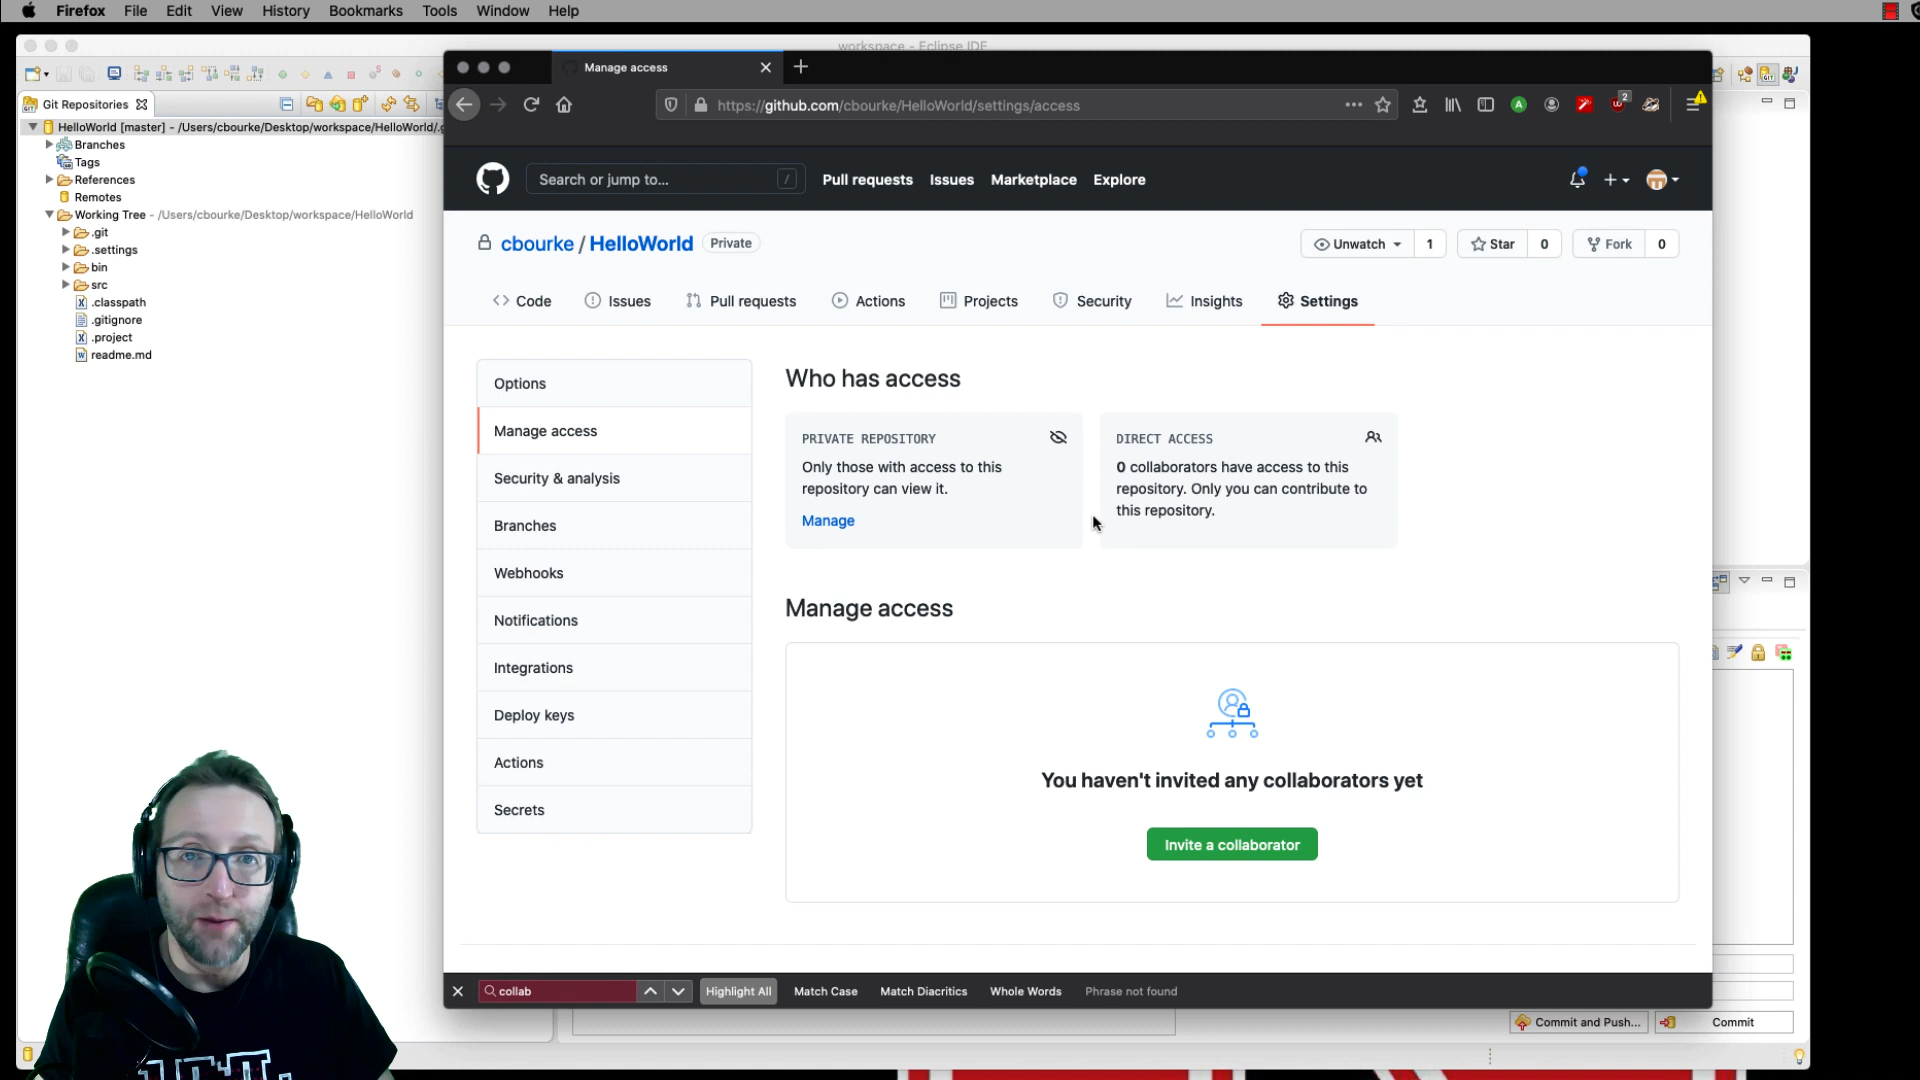 Firefox File Edit View History Bookmarks Tools Window Help
workspace - Eclipse IDE
Manage access
Git Repositories
https://github.com/cbourke/HelloWorld/settings/access
2
HelloWorld [master] - /Users/cbourke/Desktop/workspace/HelloWorld/.g
Branches
Tags
References
Remotes
Working Tree - /Users/cbourke/Desktop/workspace/HelloWorld
.git
.settings
bin
src
.classpath
.gitignore
.project
readme.md
Search or jump to... /
Pull requests Issues Marketplace Explore
cbourke / HelloWorld Private
Unwatch 1 Star 0 Fork 0
Code Issues Pull requests Actions Projects Security Insights Settings
Options
Manage access
Security & analysis
Branches
Webhooks
Notifications
Integrations
Deploy keys
Actions
Secrets
Who has access
PRIVATE REPOSITORY
Only those with access to this
repository can view it.
Manage
DIRECT ACCESS
0 collaborators have access to this
repository. Only you can contribute to
this repository.
Manage access
You haven't invited any collaborators yet
Invite a collaborator
collab Highlight All Match Case Match Diacritics Whole Words Phrase not found
Commit and Push... Commit